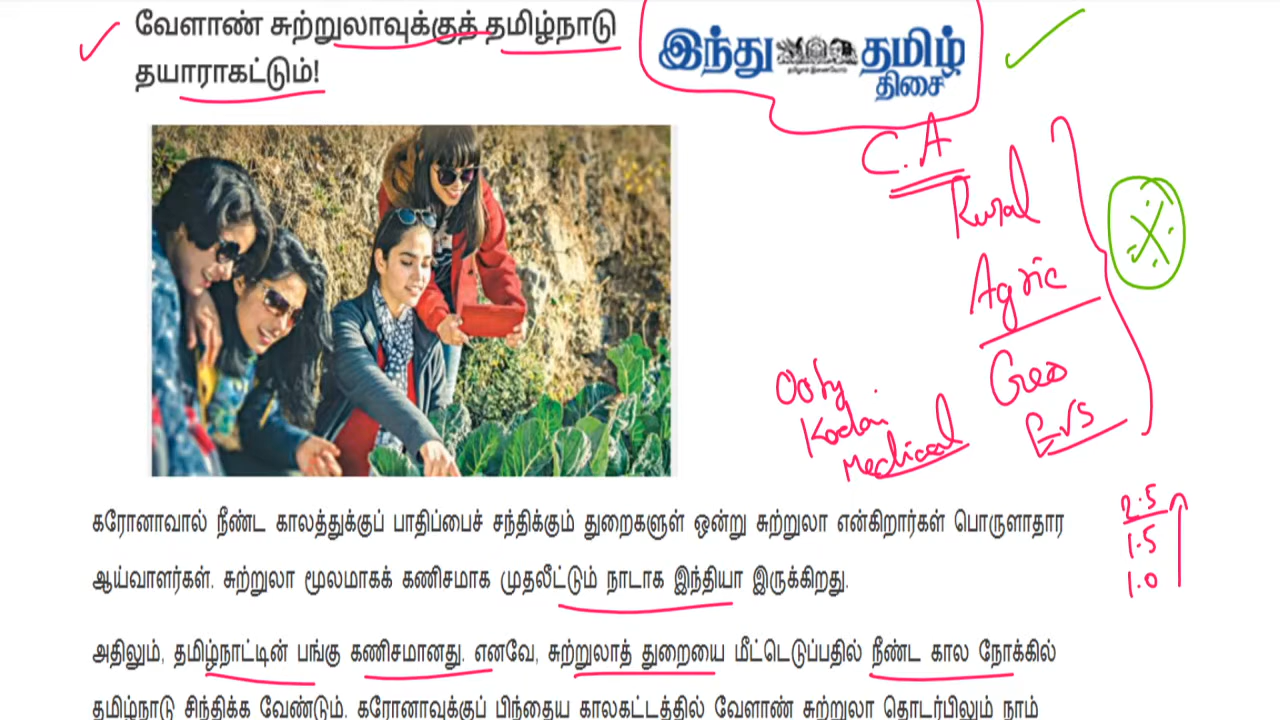 வேளாண் சுற்றுலாவுக்குத் தமிழ்நாடு
தயாராகட்டும்!
இந்து தமிழ்
திசை
C.A
Rural
Agric
Geo
Ooty
Kodai
Medical
2.5
1.5
1.0
கரோனாவால் நீண்ட காலத்துக்குப் பாதிப்பைச் சந்திக்கும் துறைகளுள் ஒன்று சுற்றுலா என்கிறார்கள் பொருளாதார
ஆய்வாளர்கள். சுற்றுலா மூலமாகக் கணிசமாக முதலீட்டும் நாடாக இந்தியா இருக்கிறது.
அதிலும், தமிழ்நாட்டின் பங்கு கணிசமானது. எனவே, சுற்றுலாத் துறையை மீட்டெடுப்பதில் நீண்ட கால நோக்கில்
தமிழ்நாடு சிந்திக்க வேண்டும். கரோனாவுக்குப் பிந்தைய காலகட்டத்தில் வேளாண் சுற்றுலா தொடர்பிலும் நாம்